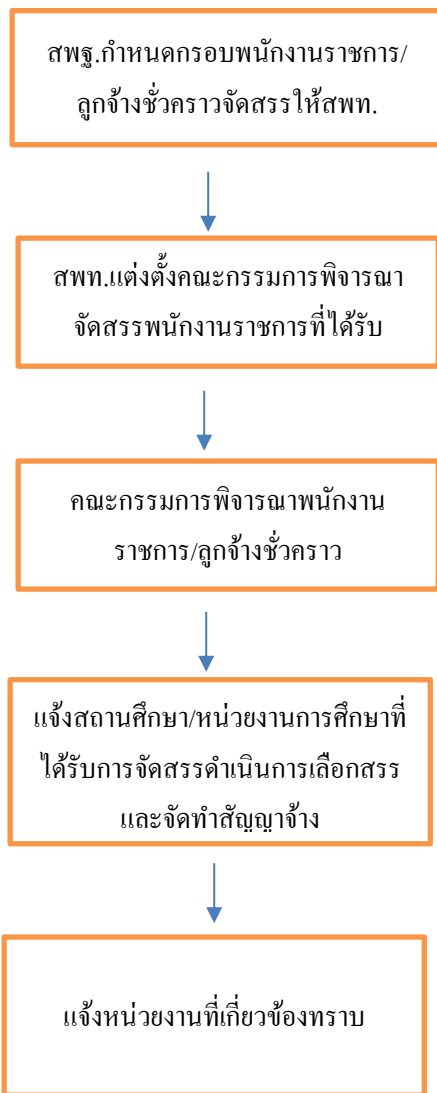 สพฐ.กำหนดกรอบพนักงานราชการ/
ลูกจ้างชั่วคราวจัดสรรให้สพท.
สพท.แต่งตั้งคณะกรรมการพิจารณา
จัดสรรพนักงานราชการที่ได้รับ
คณะกรรมการพิจารณาพนักงาน
ราชการ/ลูกจ้างชั่วคราว
แจ้งสถานศึกษา/หน่วยงานการศึกษาที่
ได้รับการจัดสรรดำเนินการเลือกสรร
และจัดทำสัญญาจ้าง
แจ้งหน่วยงานที่เกี่ยวข้องทราบ